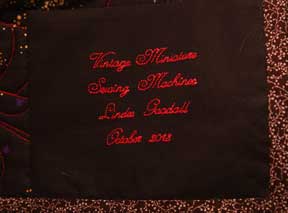 Vintage Miniature
Sewing Machines
Linda Goodall
October 2013